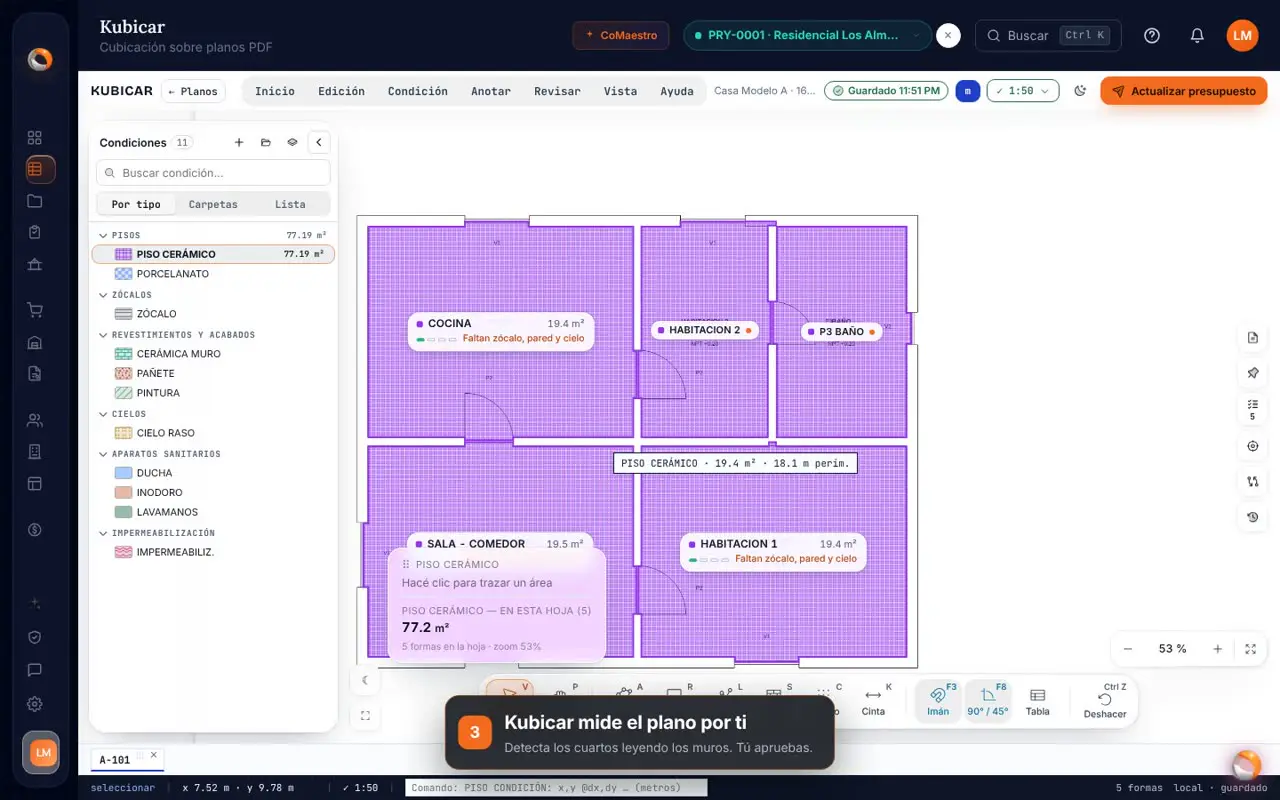 Kubicar
Cubicación sobre planos PDF
CoMaestro
PRY-0001 · Residencial Los Alm...
Buscar Ctrl K
LM
KUBICAR
← Planos
Inicio Edición Condición Anotar Revisar Vista Ayuda
Casa Modelo A · 16...
Guardado 11:51 PM
m
✓ 1:50
Actualizar presupuesto
Condiciones 11
Buscar condición...
Por tipo Carpetas Lista
PISOS 77.19 m²
PISO CERÁMICO 77.19 m²
PORCELANATO
ZÓCALOS
ZÓCALO
REVESTIMIENTOS Y ACABADOS
CERÁMICA MURO
PAÑETE
PINTURA
CIELOS
CIELO RASO
APARATOS SANITARIOS
DUCHA
INODORO
LAVAMANOS
IMPERMEABILIZACIÓN
IMPERMEABILIZ.
V1
V1
COCINA 19.4 m²
Faltan zócalo, pared y cielo
HABITACION 2
P3 BAÑO
V2
P2
P2
PISO CERÁMICO · 19.4 m² · 18.1 m perím.
SALA - COMEDOR 19.5 m²
HABITACION 1 19.4 m²
Faltan zócalo, pared y cielo
P2
V1
PISO CERÁMICO
Hacé clic para trazar un área
PISO CERÁMICO — EN ESTA HOJA (5)
77.2 m²
5 formas en la hoja · zoom 53%
5
− 53 % +
V P A R L S C K
Cinta
F3
Imán
F8
90° / 45°
Tabla
Ctrl Z
Deshacer
3
Kubicar mide el plano por ti
Detecta los cuartos leyendo los muros. Tú apruebas.
LM
A-101
seleccionar
x 7.52 m · y 9.78 m
✓ 1:50
Comando: PISO CONDICIÓN: x,y @dx,dy … (metros)
5 formas local · guardado